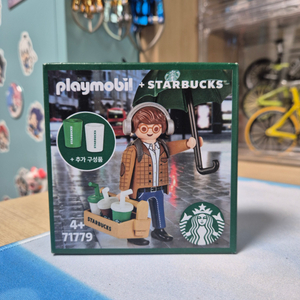 playmobil + STARBUCKS
+ 추가 구성품
STARBUCKS
4+
71779